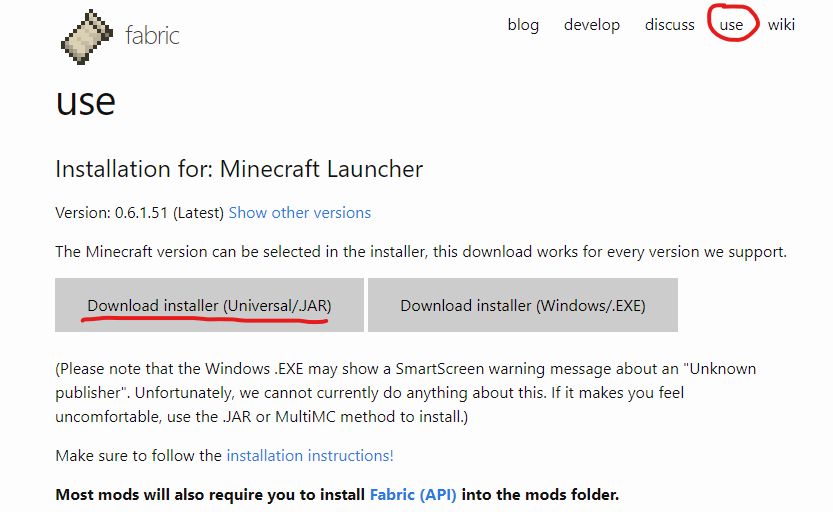 fabric
blog develop discuss use wiki
use
Installation for: Minecraft Launcher
Version: 0.6.1.51 (Latest) Show other versions
The Minecraft version can be selected in the installer, this download works for every version we support.
Download installer (Universal/.JAR) Download installer (Windows/.EXE)
(Please note that the Windows .EXE may show a SmartScreen warning message about an "Unknown
publisher". Unfortunately, we cannot currently do anything about this. If it makes you feel
uncomfortable, use the .JAR or MultiMC method to install.)
Make sure to follow the installation instructions!
Most mods will also require you to install Fabric (API) into the mods folder.